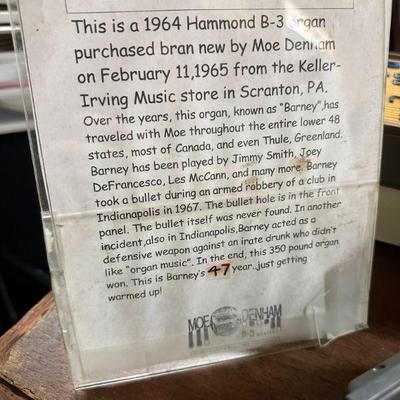 This is a 1964 Hammond B-3 organ
purchased bran new by Moe Denham
on February 11,1965 from the Keller-
Irving Music store in Scranton, PA.
Over the years, this organ, known as "Barney",has
traveled with Moe throughout the entire lower 48
states, most of Canada, and even Thule, Greenland.
Barney has been played by Jimmy Smith, Joey
DeFrancesco, Les McCann, and many more. Barney
took a bullet during an armed robbery of a club in
Indianapolis in 1967. The bullet hole is in the front
panel. The bullet itself was never found. In another
incident,also in Indianapolis,Barney acted as a
defensive weapon against an irate drunk who didn't
like "organ music". In the end, this 350 pound organ
won. This is Barney's 47 year..just getting
warmed up!
MOE DENHAM
B-3